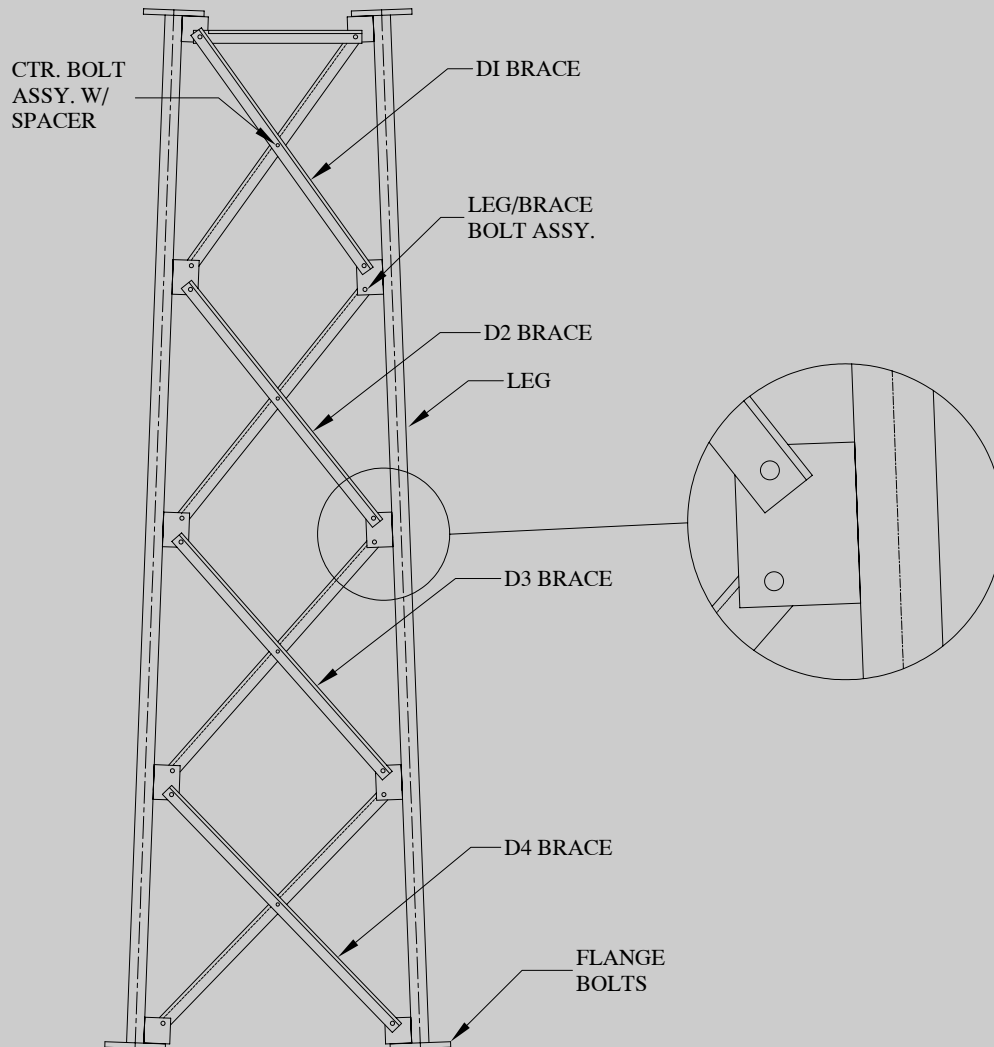 CTR. BOLT
ASSY. W/
SPACER
DI BRACE
LEG/BRACE
BOLT ASSY.
D2 BRACE
LEG
D3 BRACE
D4 BRACE
FLANGE
BOLTS